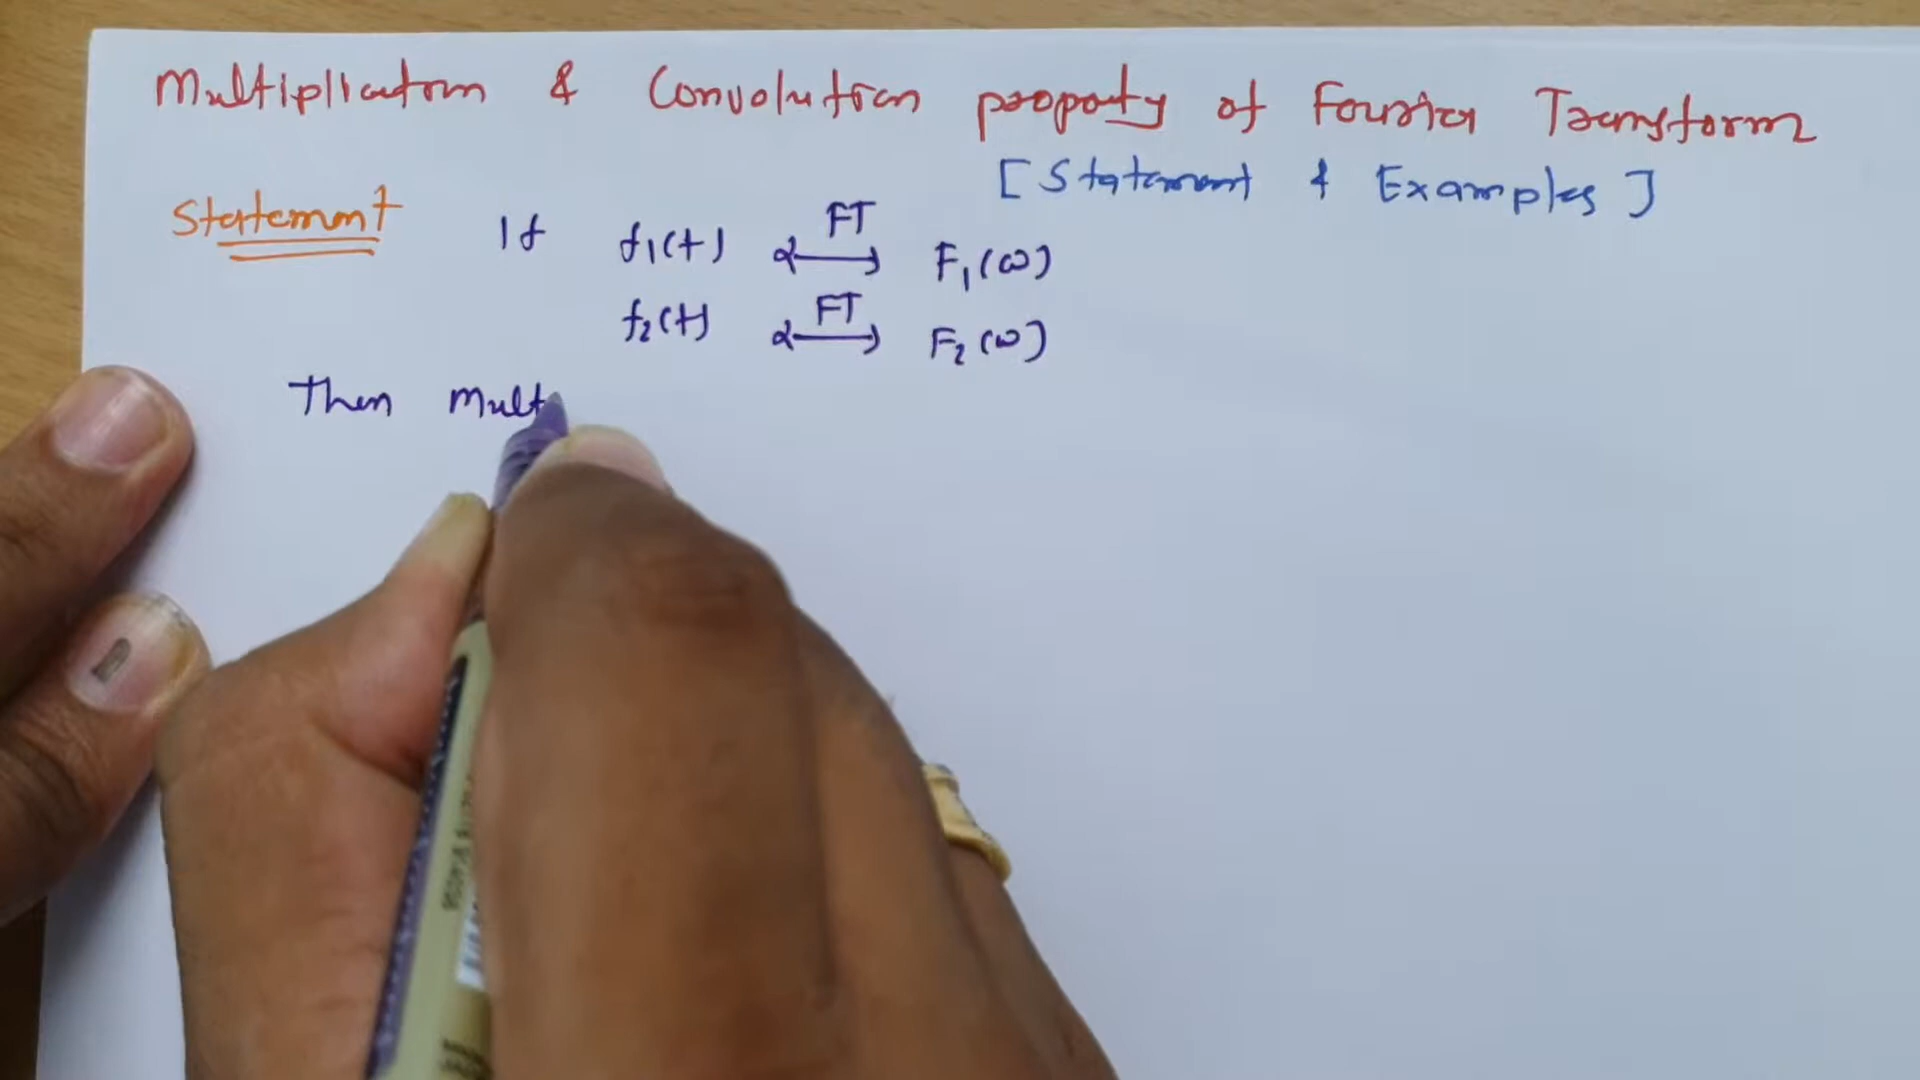 Multiplication & Convolution property of Fourier Transform
[Statement & Examples]
Statement If f₁(t) FT F₁(ω)
f₂(t) FT F₂(ω)
Then Mult